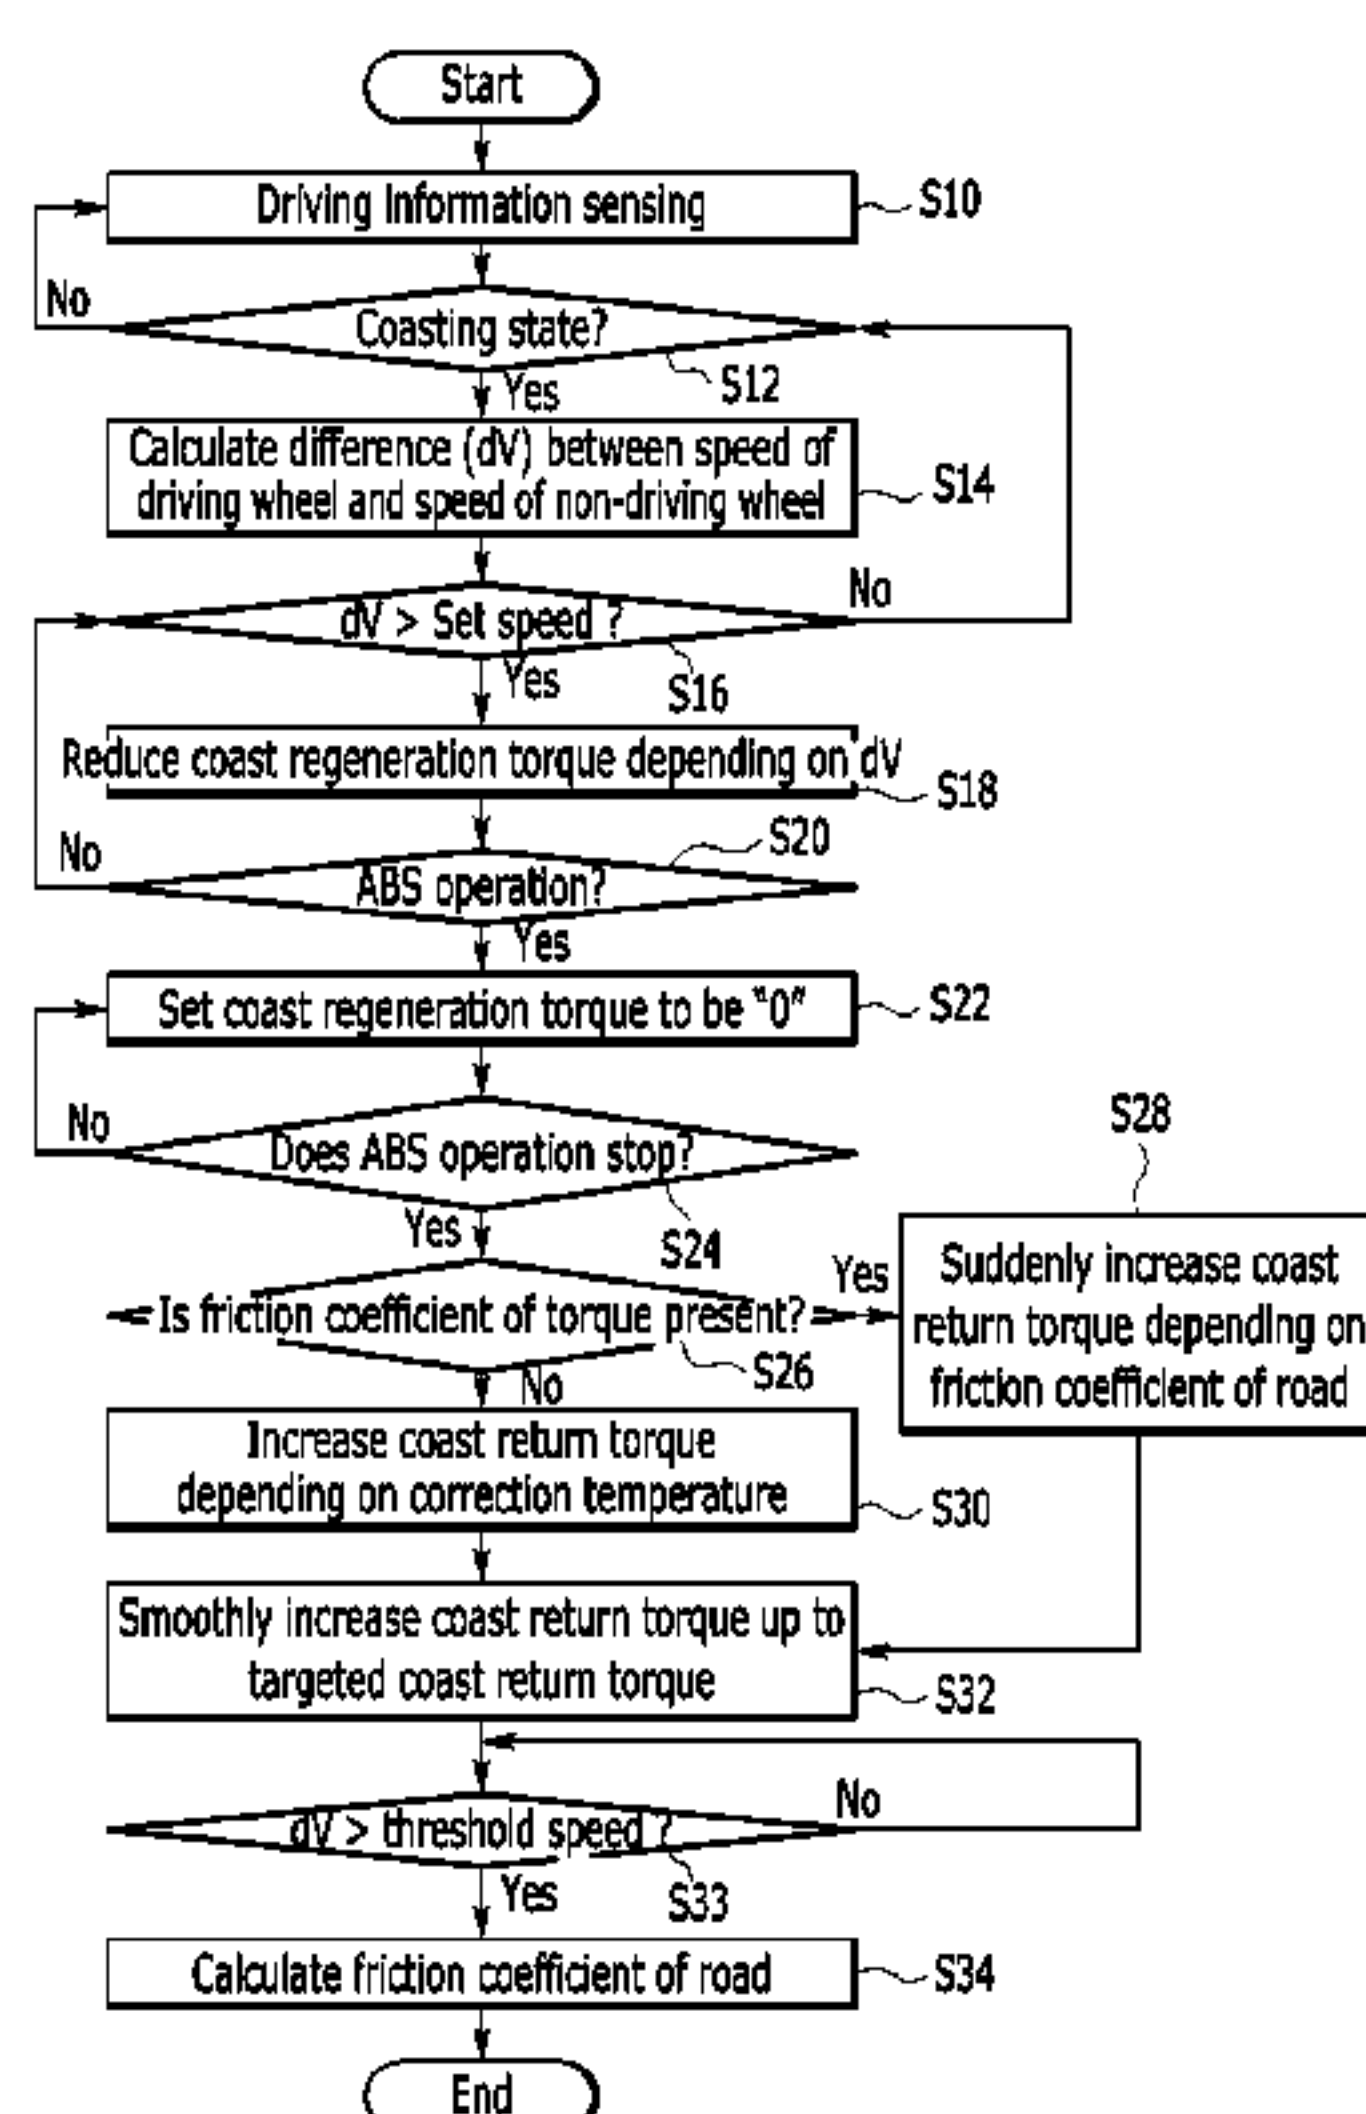 Start
Driving information sensing
S10
No
Coasting state?
S12
Yes
Calculate difference (dV) between speed of
driving wheel and speed of non-driving wheel
S14
No
dV > Set speed ?
S16
Yes
Reduce coast regeneration torque depending on dV
S18
S20
No
ABS operation?
Yes
Set coast regeneration torque to be “0”
S22
No
Does ABS operation stop?
S24
Yes
S28
Is friction coefficient of torque present?
Yes
S26
Suddenly increase coast
return torque depending on
friction coefficient of road
No
Increase coast return torque
depending on correction temperature
S30
Smoothly increase coast return torque up to
targeted coast return torque
S32
No
dV > threshold speed ?
S33
Yes
Calculate friction coefficient of road
S34
End